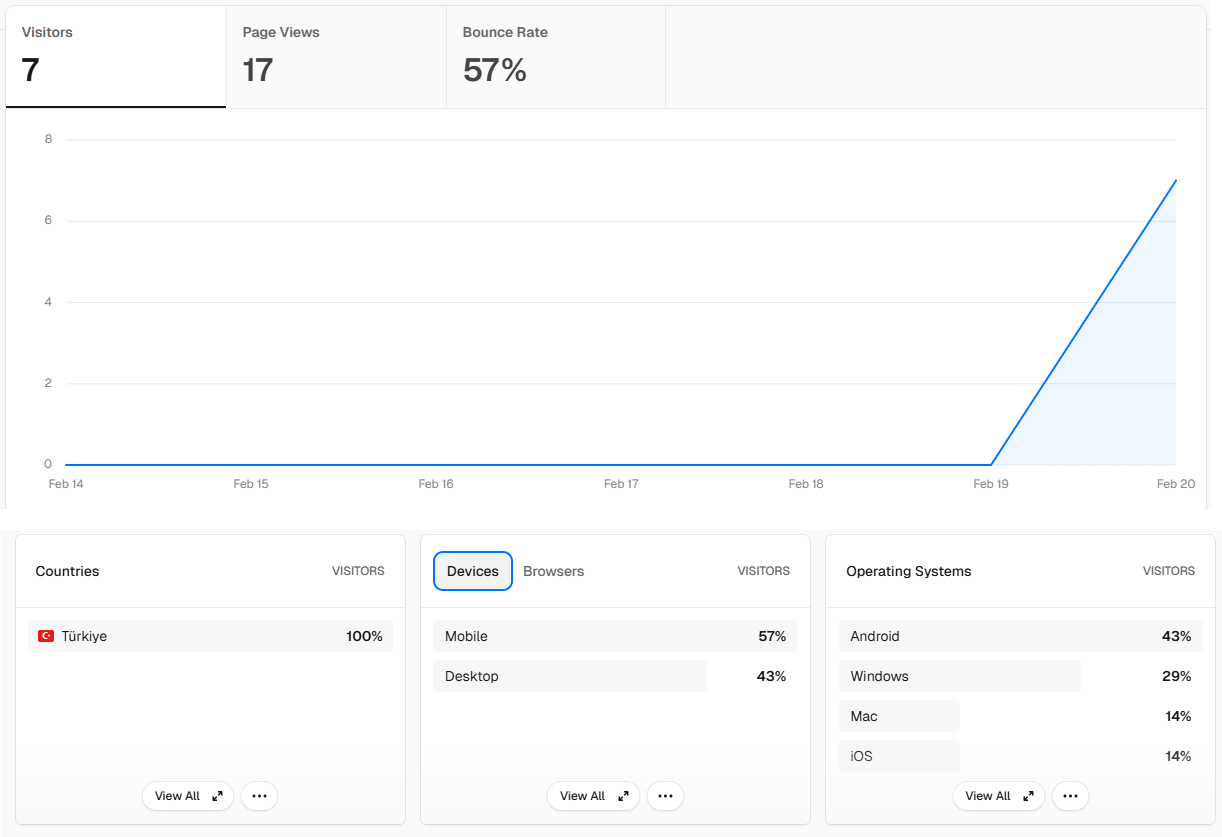 Visitors
7
Page Views
17
Bounce Rate
57%
8
6
4
2
0
Feb 14
Feb 15
Feb 16
Feb 17
Feb 18
Feb 19
Feb 20
Countries
VISITORS
Türkiye
100%
View All
Devices
Browsers
VISITORS
Mobile
57%
Desktop
43%
View All
Operating Systems
VISITORS
Android
43%
Windows
29%
Mac
14%
iOS
14%
View All